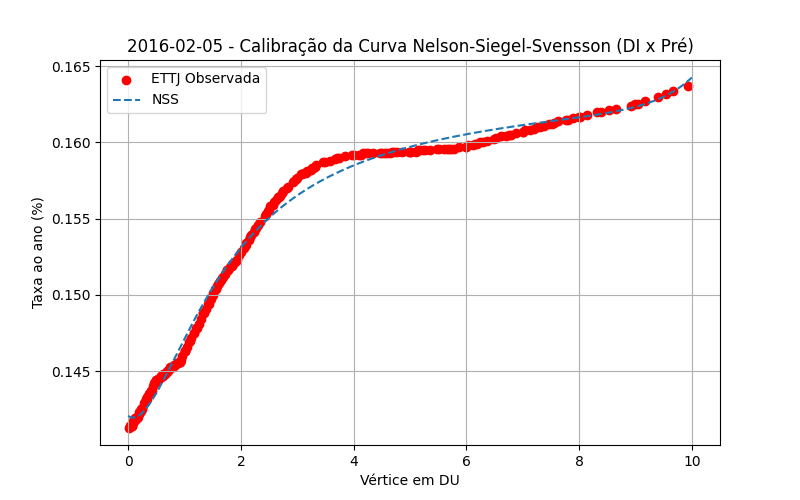 2016-02-05 - Calibração da Curva Nelson-Siegel-Svensson (DI x Pré)
ETTJ Observada
NSS
Taxa ao ano (%)
0.165
0.160
0.155
0.150
0.145
0 2 4 6 8 10
Vértice em DU